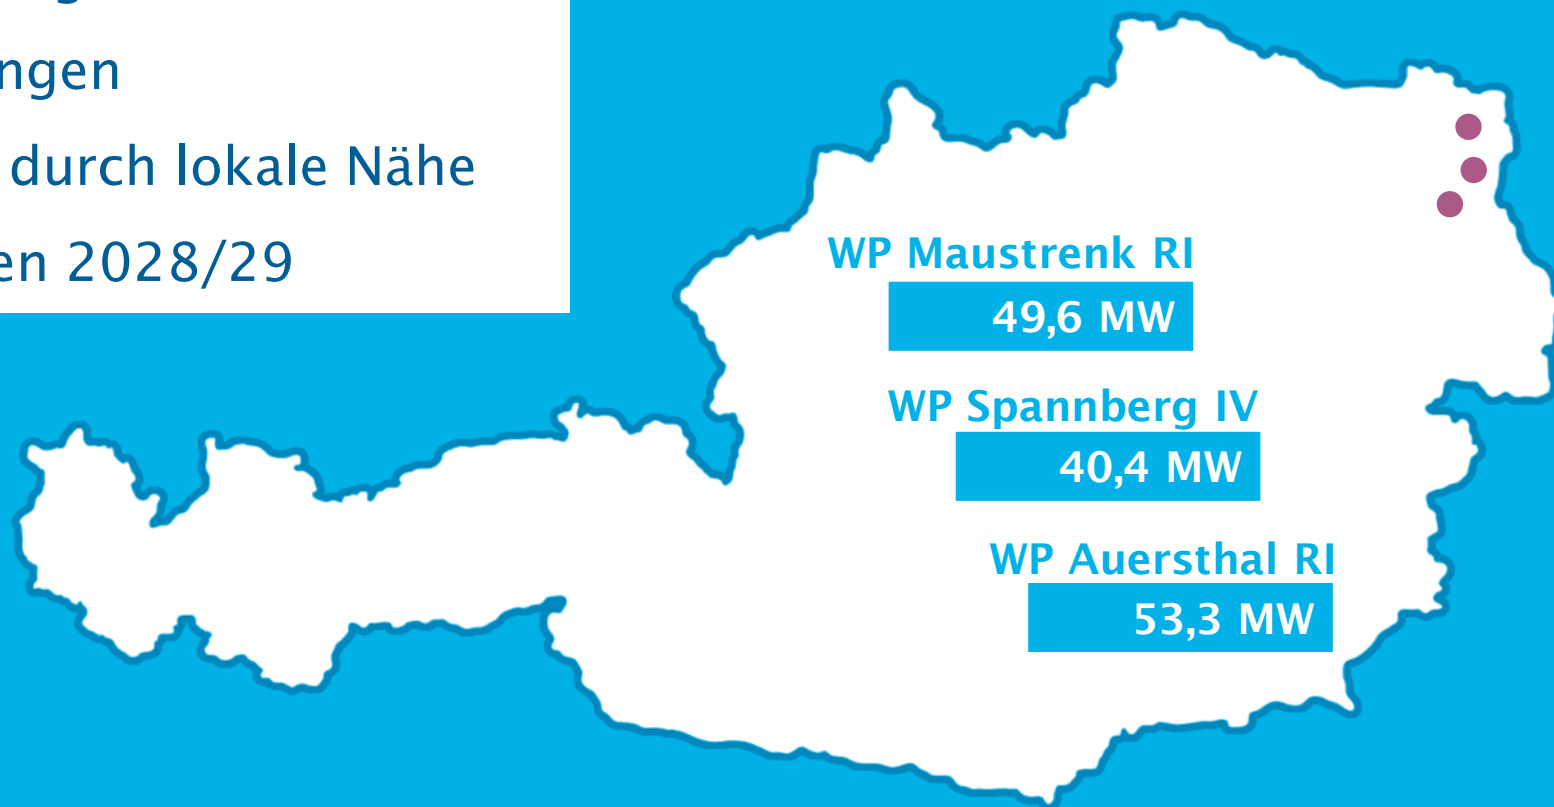 ngen
durch lokale Nähe
en 2028/29
WP Maustrenk RI
49,6 MW
WP Spannberg IV
40,4 MW
WP Auersthal RI
53,3 MW